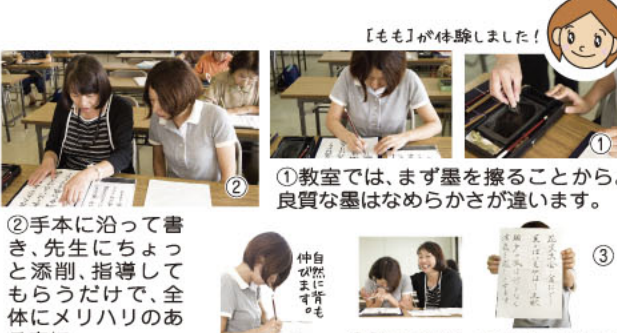 【もも】が体験しました!
①
②
①教室では、まず墨を擦ることから。
良質な墨はなめらかさが違います。
②手本に沿って書
き、先生にちょっ
と添削、指導して
もらうだけで、全
体にメリハリのあ
自然に背も
伸びます。
③